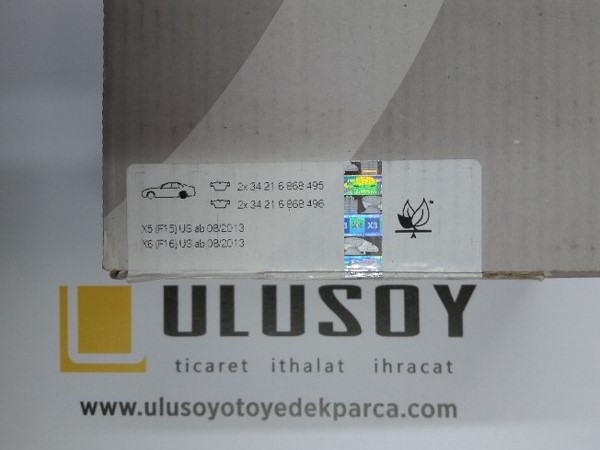 2x 34 21 6 868 495
2x 34 21 6 868 496
X5 (F15) US ab 08/2013
X6 (F16) US ab 08/2013
ULUSOY
ticaret ithalat ihracat
www.ulusoyotoyedekparca.com